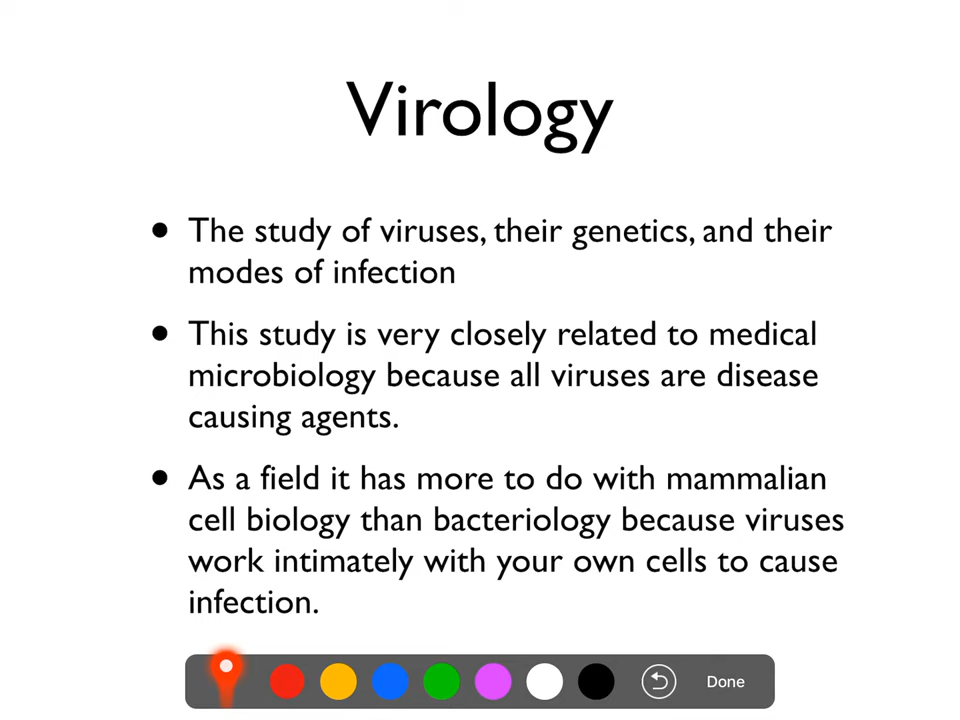 Virology
• The study of viruses, their genetics, and their
modes of infection
• This study is very closely related to medical
microbiology because all viruses are disease
causing agents.
• As a field it has more to do with mammalian
cell biology than bacteriology because viruses
work intimately with your own cells to cause
infection.
Done